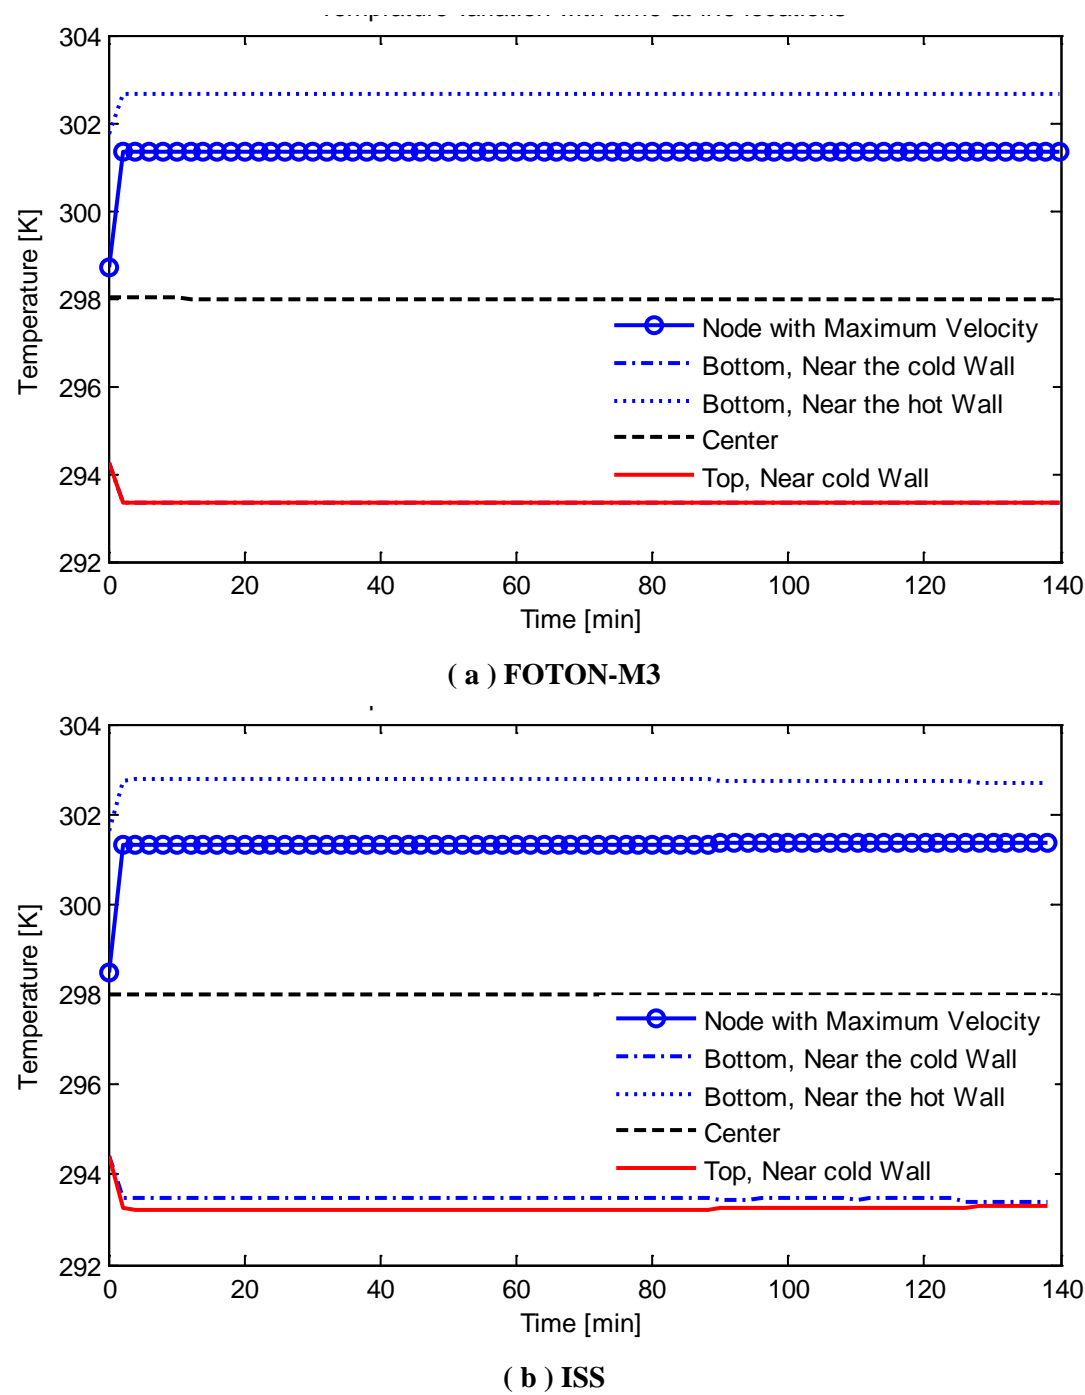 304
302
300
298
296
294
292
Temperature [K]
Node with Maximum Velocity
Bottom, Near the cold Wall
Bottom, Near the hot Wall
Center
Top, Near cold Wall
0 20 40 60 80 100 120 140
Time [min]
( a ) FOTON-M3
304
302
300
298
296
294
292
Temperature [K]
Node with Maximum Velocity
Bottom, Near the cold Wall
Bottom, Near the hot Wall
Center
Top, Near cold Wall
0 20 40 60 80 100 120 140
Time [min]
( b ) ISS